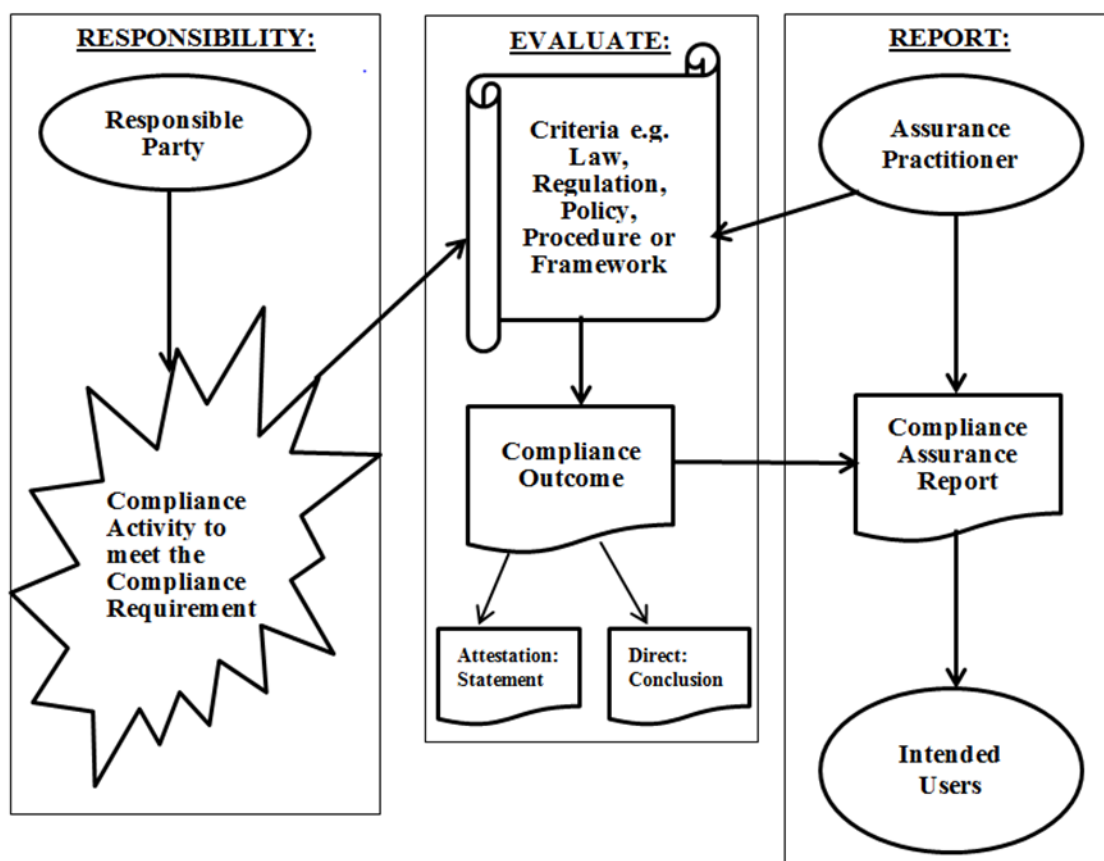 RESPONSIBILITY:
Responsible
Party
Compliance
Activity to
meet the
Compliance
Requirement
EVALUATE:
Criteria e.g.
Law,
Regulation,
Policy,
Procedure or
Framework
Compliance
Outcome
Attestation:
Statement
Direct:
Conclusion
REPORT:
Assurance
Practitioner
Compliance
Assurance
Report
Intended
Users